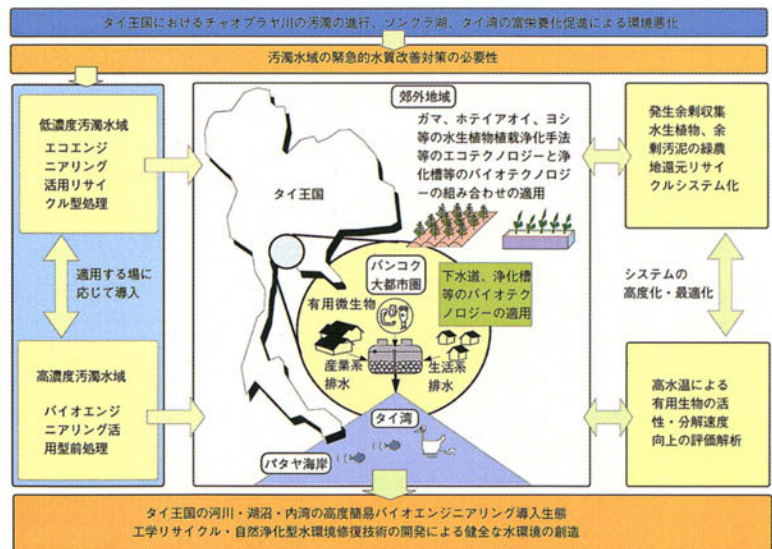 タイ王国におけるチャオプラヤ川の汚濁の進行、ソンクラ湖、タイ湾の富栄養化促進による環境悪化
汚濁水域の緊急的水質改善対策の必要性
低濃度汚濁水域
エコエンジ
ニアリング
活用リサイ
クル型処理
適用する場に
応じて導入
高濃度汚濁水域
バイオエンジ
ニアリング活
用型前処理
タイ王国
郊外地域
ガマ、ホテイアオイ、ヨシ
等の水生植物植栽浄化手法
等のエコテクノロジーと浄
化槽等のバイオテクノロジ
ーの組み合わせの適用
バンコク
大都市圏
有用微生物
下水道、浄化槽
等のバイオテク
ノロジーの適用
産業系
排水
生活系
排水
タイ湾
パタヤ海岸
発生余剰収集
水生植物、余
剰汚泥の緑農
地還元リサイ
クルシステム化
システムの
高度化・最適化
高水温による
有用生物の活
性・分解速度
向上の評価解析
タイ王国の河川・湖沼・内湾の高度簡易バイオエンジニアリング導入生態
工学リサイクル・自然浄化型水環境修復技術の開発による健全な水環境の創造